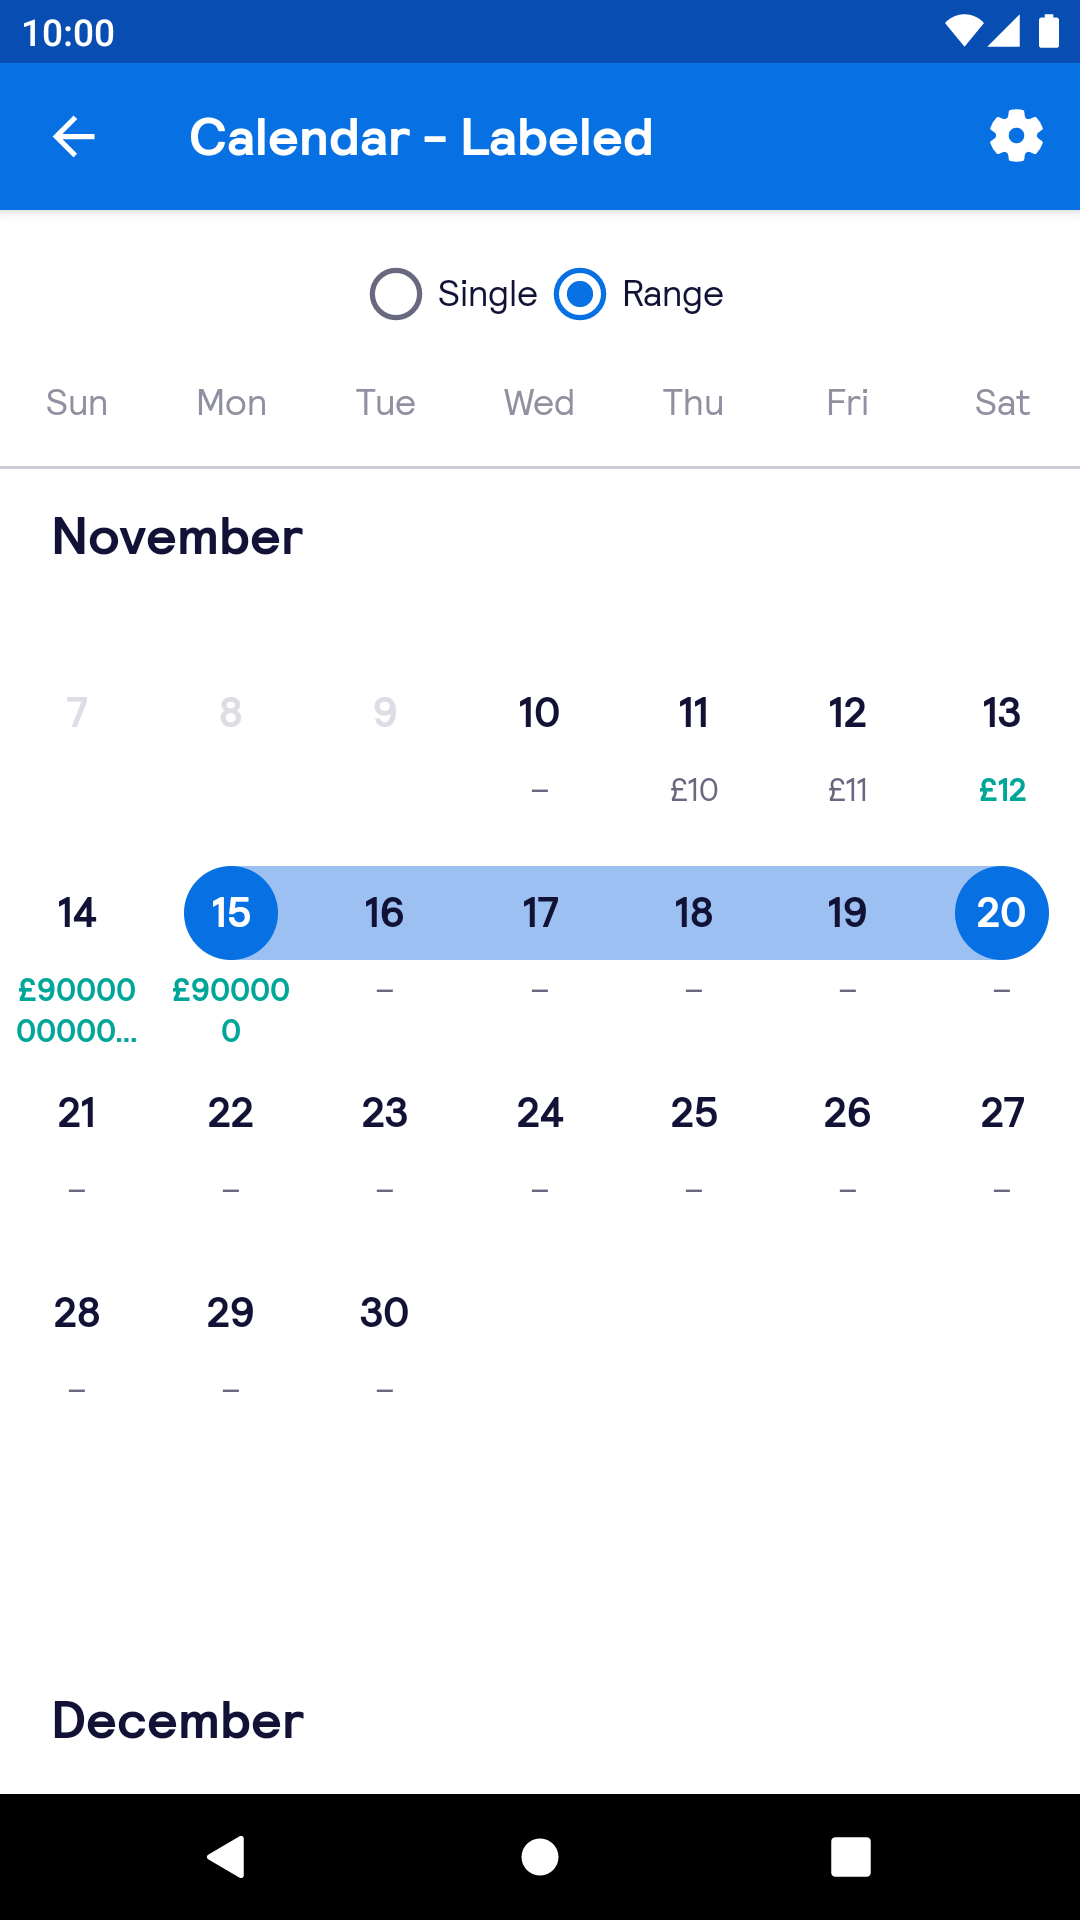 10:00
Calendar - Labeled
Single Range
Sun Mon Tue Wed Thu Fri Sat
November
7 8 9 10 11 12 13
– £10 £11 £12
14 15 16 17 18 19 20
£90000 £90000 – – – – –
00000... 0
21 22 23 24 25 26 27
– – – – – – –
28 29 30
– – –
December